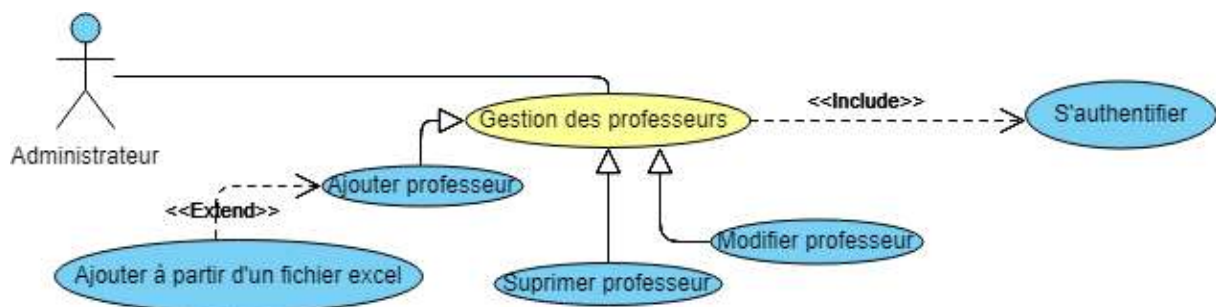 <<Include>>
Gestion des professeurs
S'authentifier
Administrateur
Ajouter professeur
<<Extend>>
Modifier professeur
Ajouter à partir d'un fichier excel
Suprimer professeur